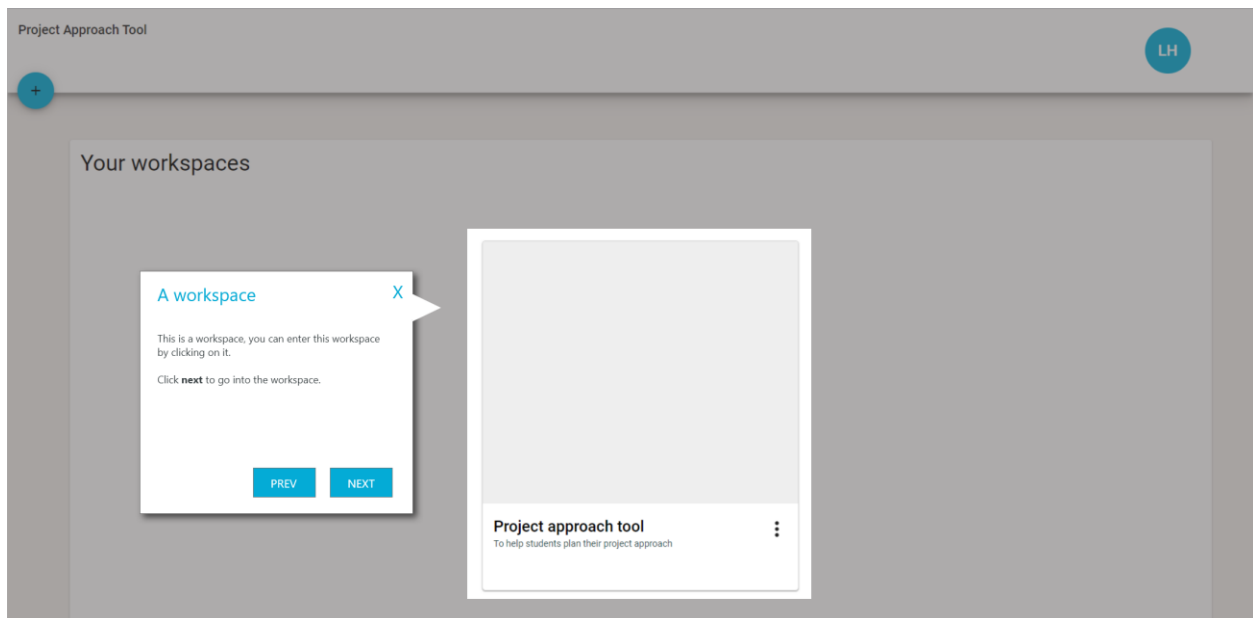 Project Approach Tool
LH
+
Your workspaces
A workspace
X
This is a workspace, you can enter this workspace
by clicking on it.
Click next to go into the workspace.
PREV
NEXT
Project approach tool
To help students plan their project approach